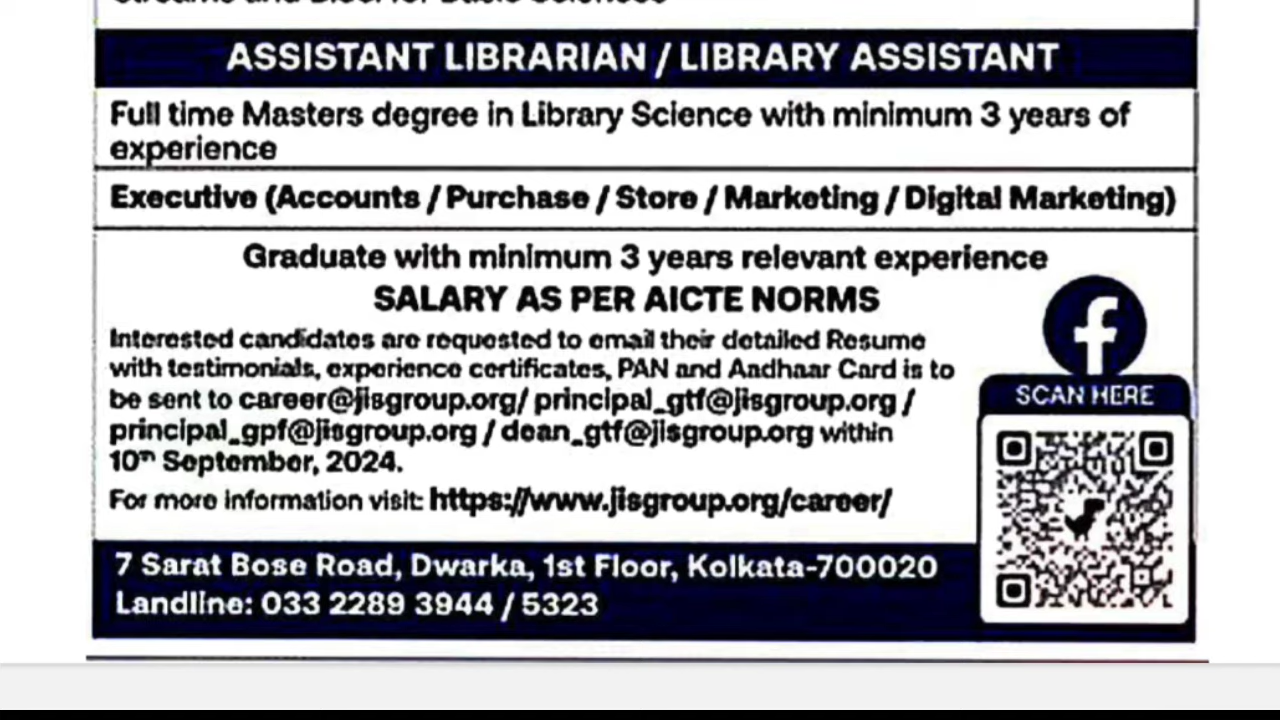 ASSISTANT LIBRARIAN / LIBRARY ASSISTANT
Full time Masters degree in Library Science with minimum 3 years of
experience
Executive (Accounts / Purchase / Store / Marketing / Digital Marketing)
Graduate with minimum 3 years relevant experience
SALARY AS PER AICTE NORMS
Interested candidates are requested to email their detailed Resume
with testimonials, experience certificates, PAN and Aadhaar Card is to
be sent to career@jisgroup.org/ principal_gtf@jisgroup.org /
principal_gpf@jisgroup.org / dean_gtf@jisgroup.org within
10th September, 2024.
For more information visit: https://www.jisgroup.org/career/
SCAN HERE
7 Sarat Bose Road, Dwarka, 1st Floor, Kolkata-700020
Landline: 033 2289 3944 / 5323